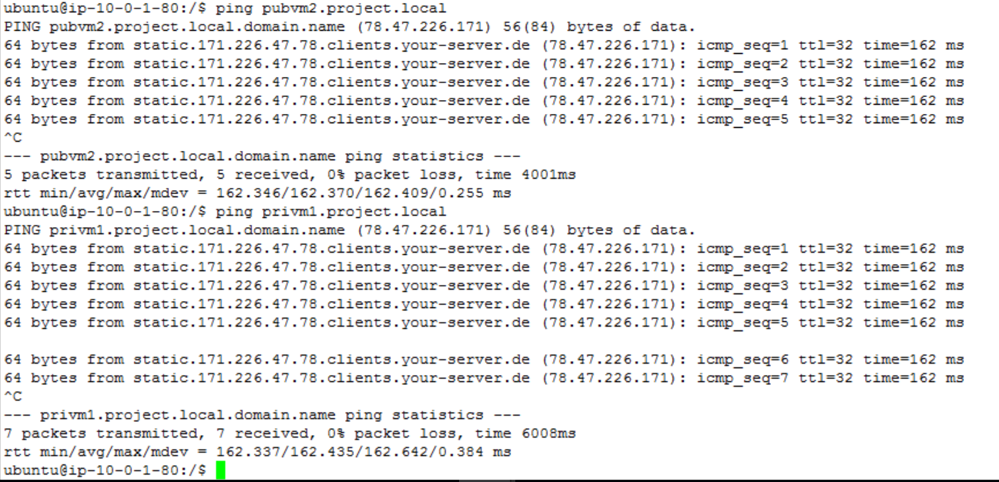 ubuntu@ip-10-0-1-80:/$ ping pubvm2.project.local
PING pubvm2.project.local.domain.name (78.47.226.171) 56(84) bytes of data.
64 bytes from static.171.226.47.78.clients.your-server.de (78.47.226.171): icmp_seq=1 ttl=32 time=162 ms
64 bytes from static.171.226.47.78.clients.your-server.de (78.47.226.171): icmp_seq=2 ttl=32 time=162 ms
64 bytes from static.171.226.47.78.clients.your-server.de (78.47.226.171): icmp_seq=3 ttl=32 time=162 ms
64 bytes from static.171.226.47.78.clients.your-server.de (78.47.226.171): icmp_seq=4 ttl=32 time=162 ms
64 bytes from static.171.226.47.78.clients.your-server.de (78.47.226.171): icmp_seq=5 ttl=32 time=162 ms
^C
--- pubvm2.project.local.domain.name ping statistics ---
5 packets transmitted, 5 received, 0% packet loss, time 4001ms
rtt min/avg/max/mdev = 162.346/162.370/162.409/0.255 ms
ubuntu@ip-10-0-1-80:/$ ping privm1.project.local
PING privm1.project.local.domain.name (78.47.226.171) 56(84) bytes of data.
64 bytes from static.171.226.47.78.clients.your-server.de (78.47.226.171): icmp_seq=1 ttl=32 time=162 ms
64 bytes from static.171.226.47.78.clients.your-server.de (78.47.226.171): icmp_seq=2 ttl=32 time=162 ms
64 bytes from static.171.226.47.78.clients.your-server.de (78.47.226.171): icmp_seq=3 ttl=32 time=162 ms
64 bytes from static.171.226.47.78.clients.your-server.de (78.47.226.171): icmp_seq=4 ttl=32 time=162 ms
64 bytes from static.171.226.47.78.clients.your-server.de (78.47.226.171): icmp_seq=5 ttl=32 time=162 ms
64 bytes from static.171.226.47.78.clients.your-server.de (78.47.226.171): icmp_seq=6 ttl=32 time=162 ms
64 bytes from static.171.226.47.78.clients.your-server.de (78.47.226.171): icmp_seq=7 ttl=32 time=162 ms
^C
--- privm1.project.local.domain.name ping statistics ---
7 packets transmitted, 7 received, 0% packet loss, time 6008ms
rtt min/avg/max/mdev = 162.337/162.435/162.642/0.384 ms
ubuntu@ip-10-0-1-80:/$